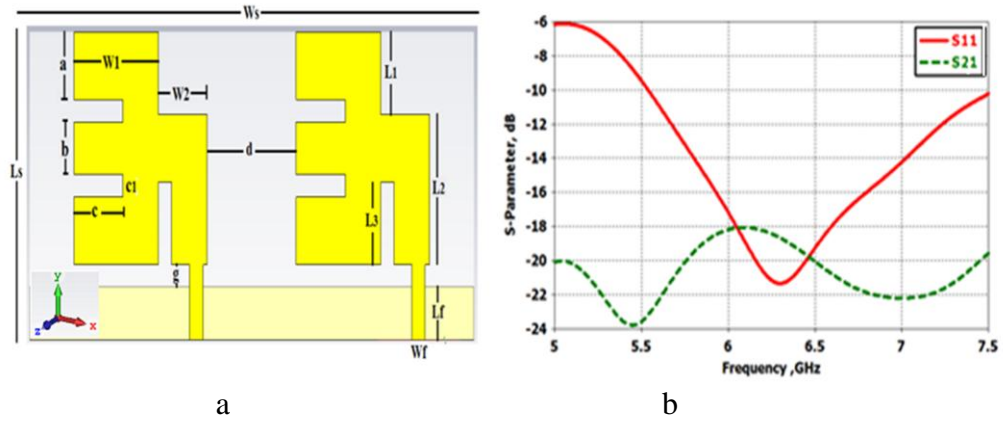 Ws
Ls
a
W1
W2
L1
b
d
c1
c
L2
L3
g
Lf
Wf
y
z
x
a
-6
-8
-10
-12
-14
-16
-18
-20
-22
-24
S-Parameter, dB
S11
S21
5
5.5
6
6.5
7
7.5
Frequency ,GHz
b